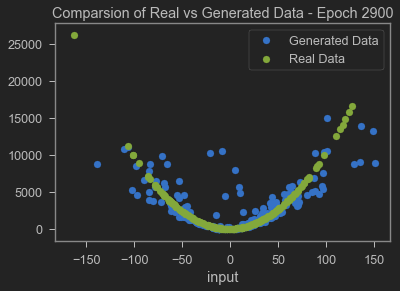 Comparsion of Real vs Generated Data - Epoch 2900
Generated Data
Real Data
25000
20000
15000
10000
5000
0
−150 −100 −50 0 50 100 150
input